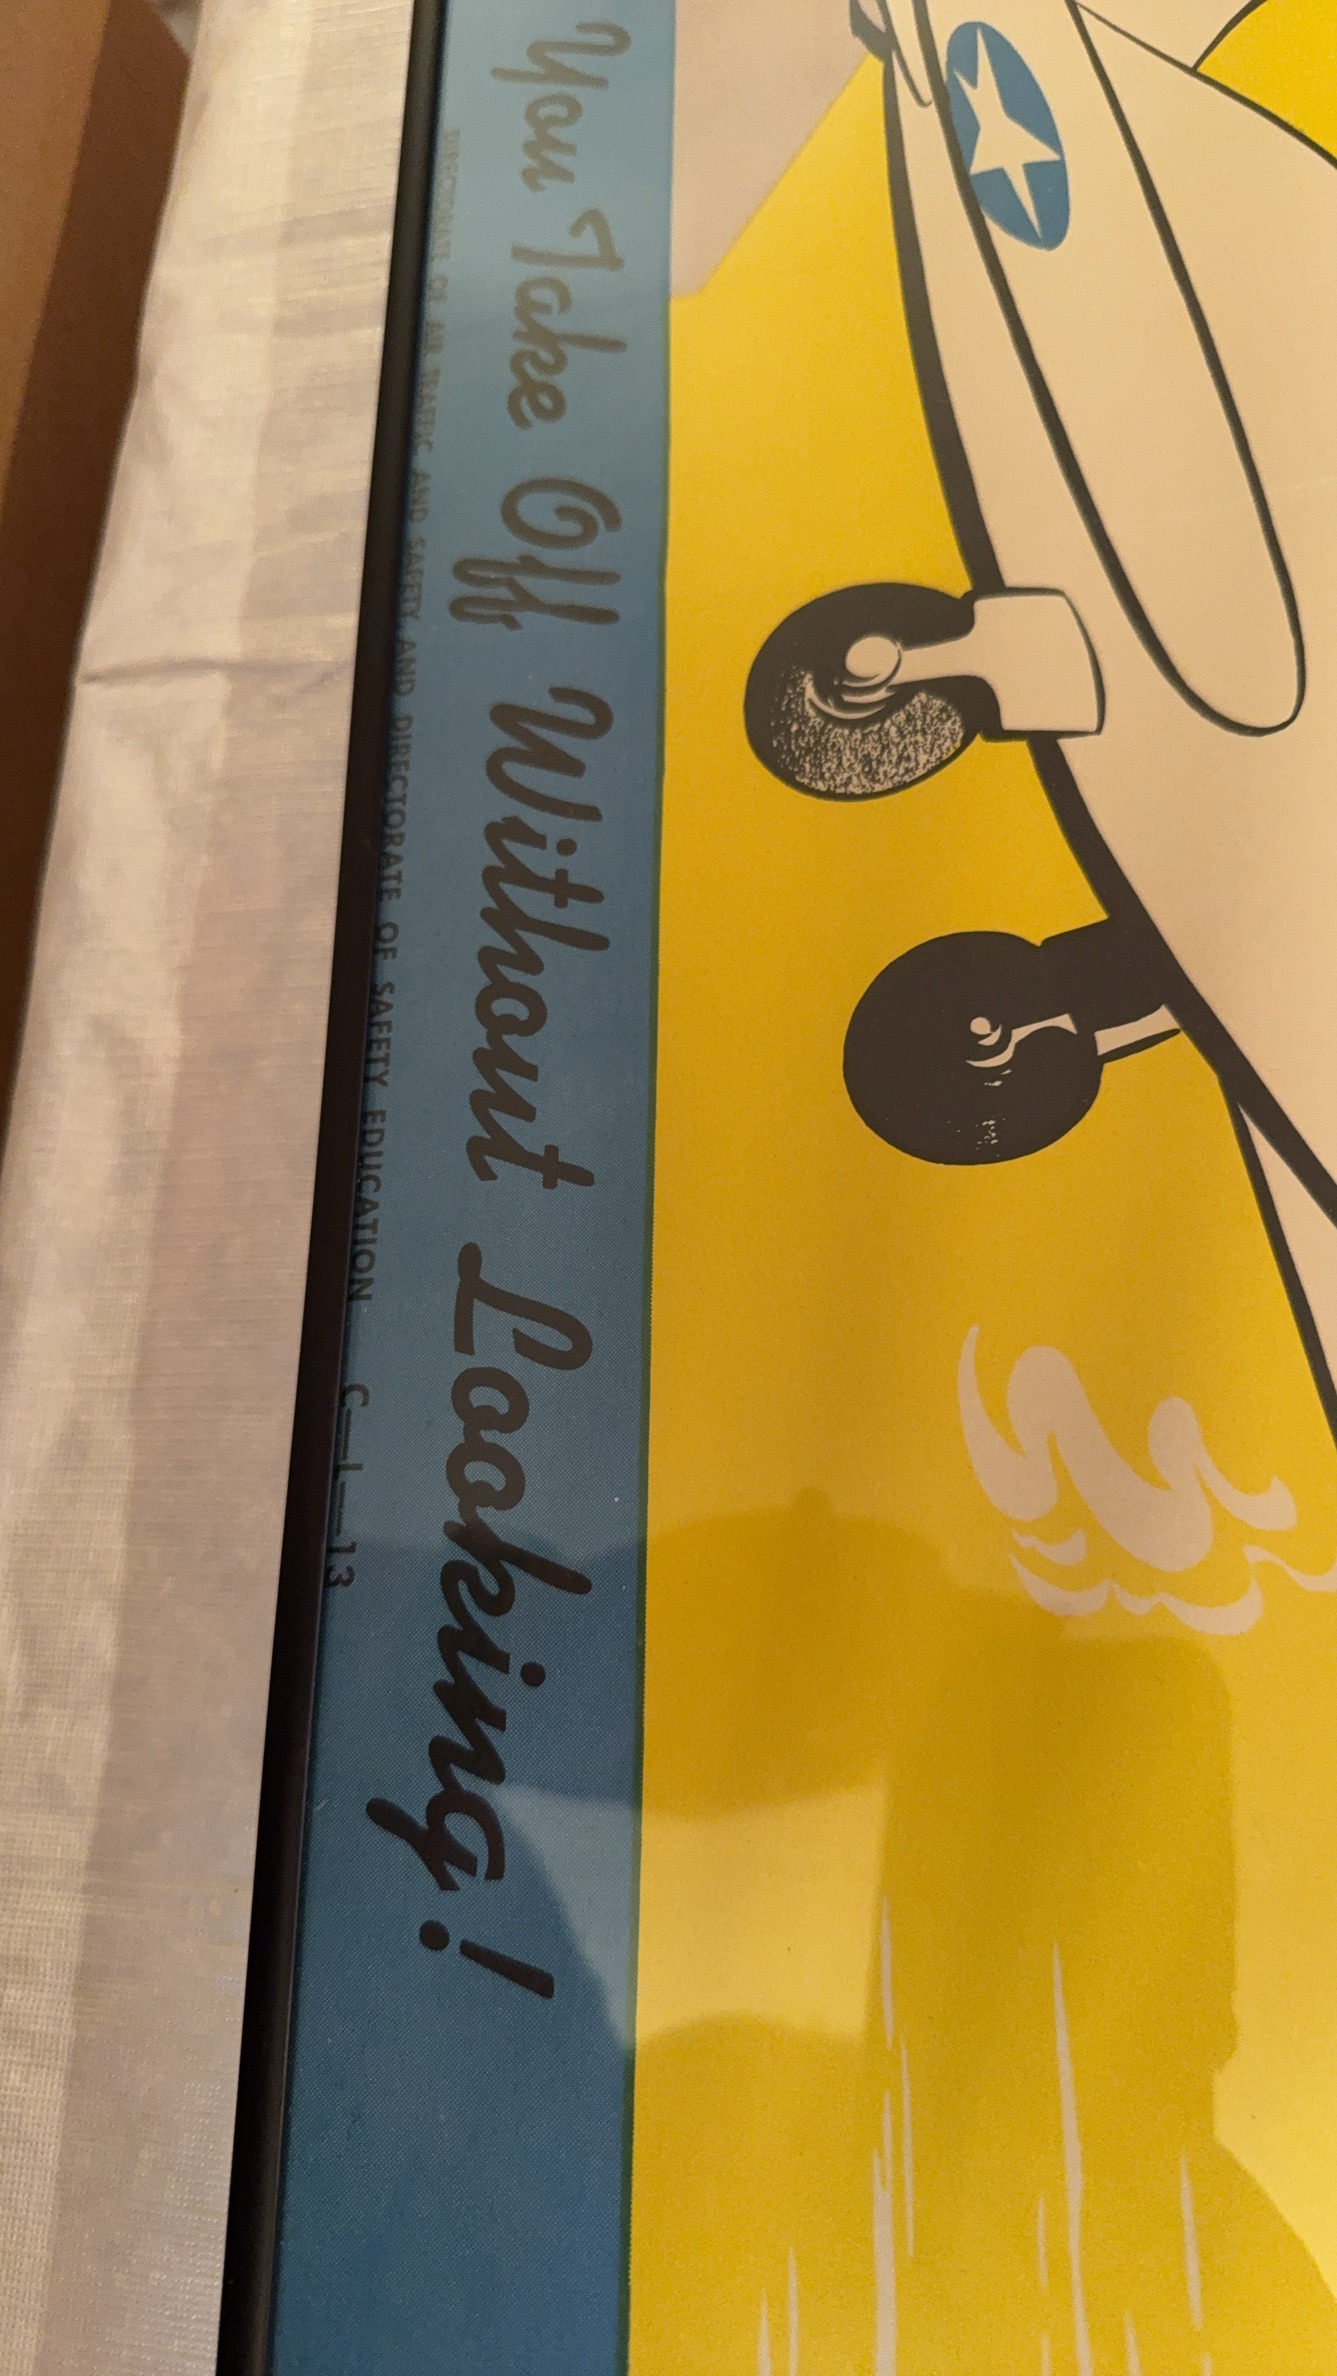 You Take Off Without Looking!
DIRECTORATE OF AIR TRAFFIC AND SAFETY AND DIRECTORATE OF SAFETY EDUCATION C—1—13